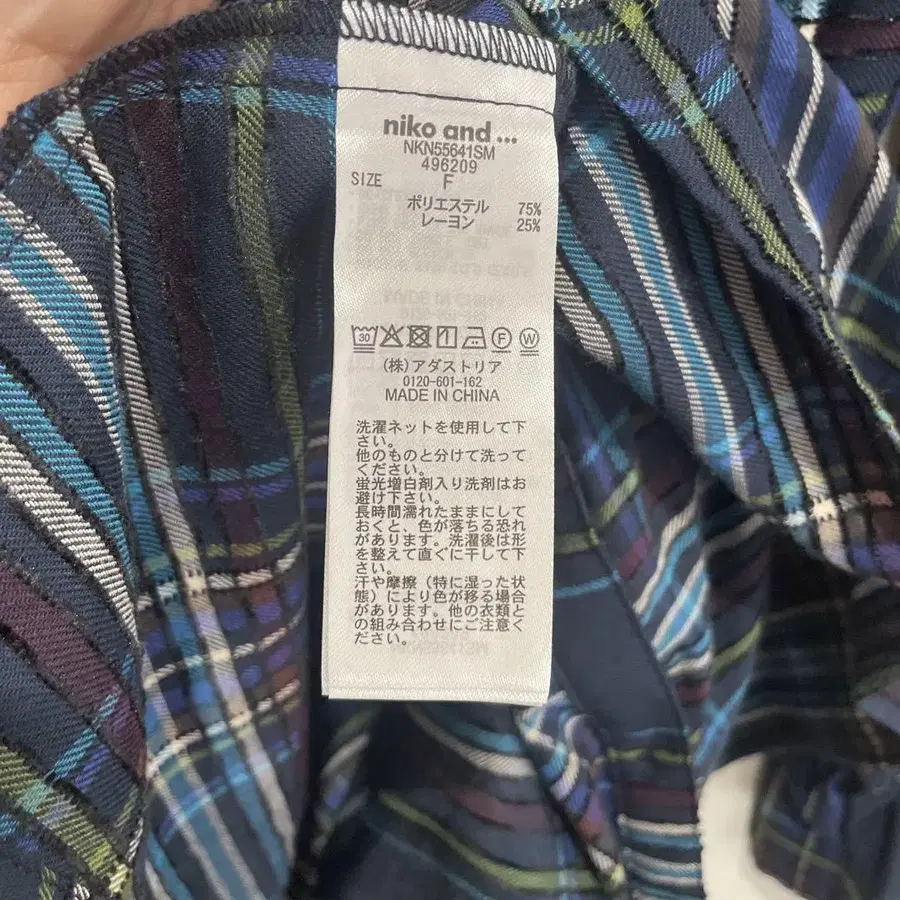 niko and ...
NKN55641SM
496209
SIZE F
ポリエステル 75%
レーヨン 25%
30 F W
(株)アダストリア
0120-601-162
MADE IN CHINA
洗濯ネットを使用して下
さい。
他のものと分けて洗って
ください。
蛍光増白剤入り洗剤はお
避け下さい。
長時間濡れたままにして
おくと、色が落ちる恐れ
があります。洗濯後は形
を整えて直ぐに干して下
さい。
汗や摩擦（特に湿った状
態）により色が移る場合
があります。他の衣類と
の組み合わせにご注意く
ださい。